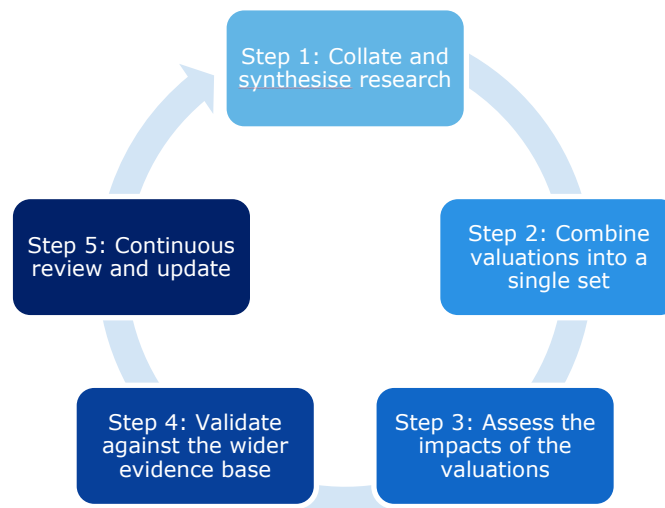 Step 1: Collate and
synthesise research
Step 2: Combine
valuations into a
single set
Step 3: Assess the
impacts of the
valuations
Step 4: Validate
against the wider
evidence base
Step 5: Continuous
review and update